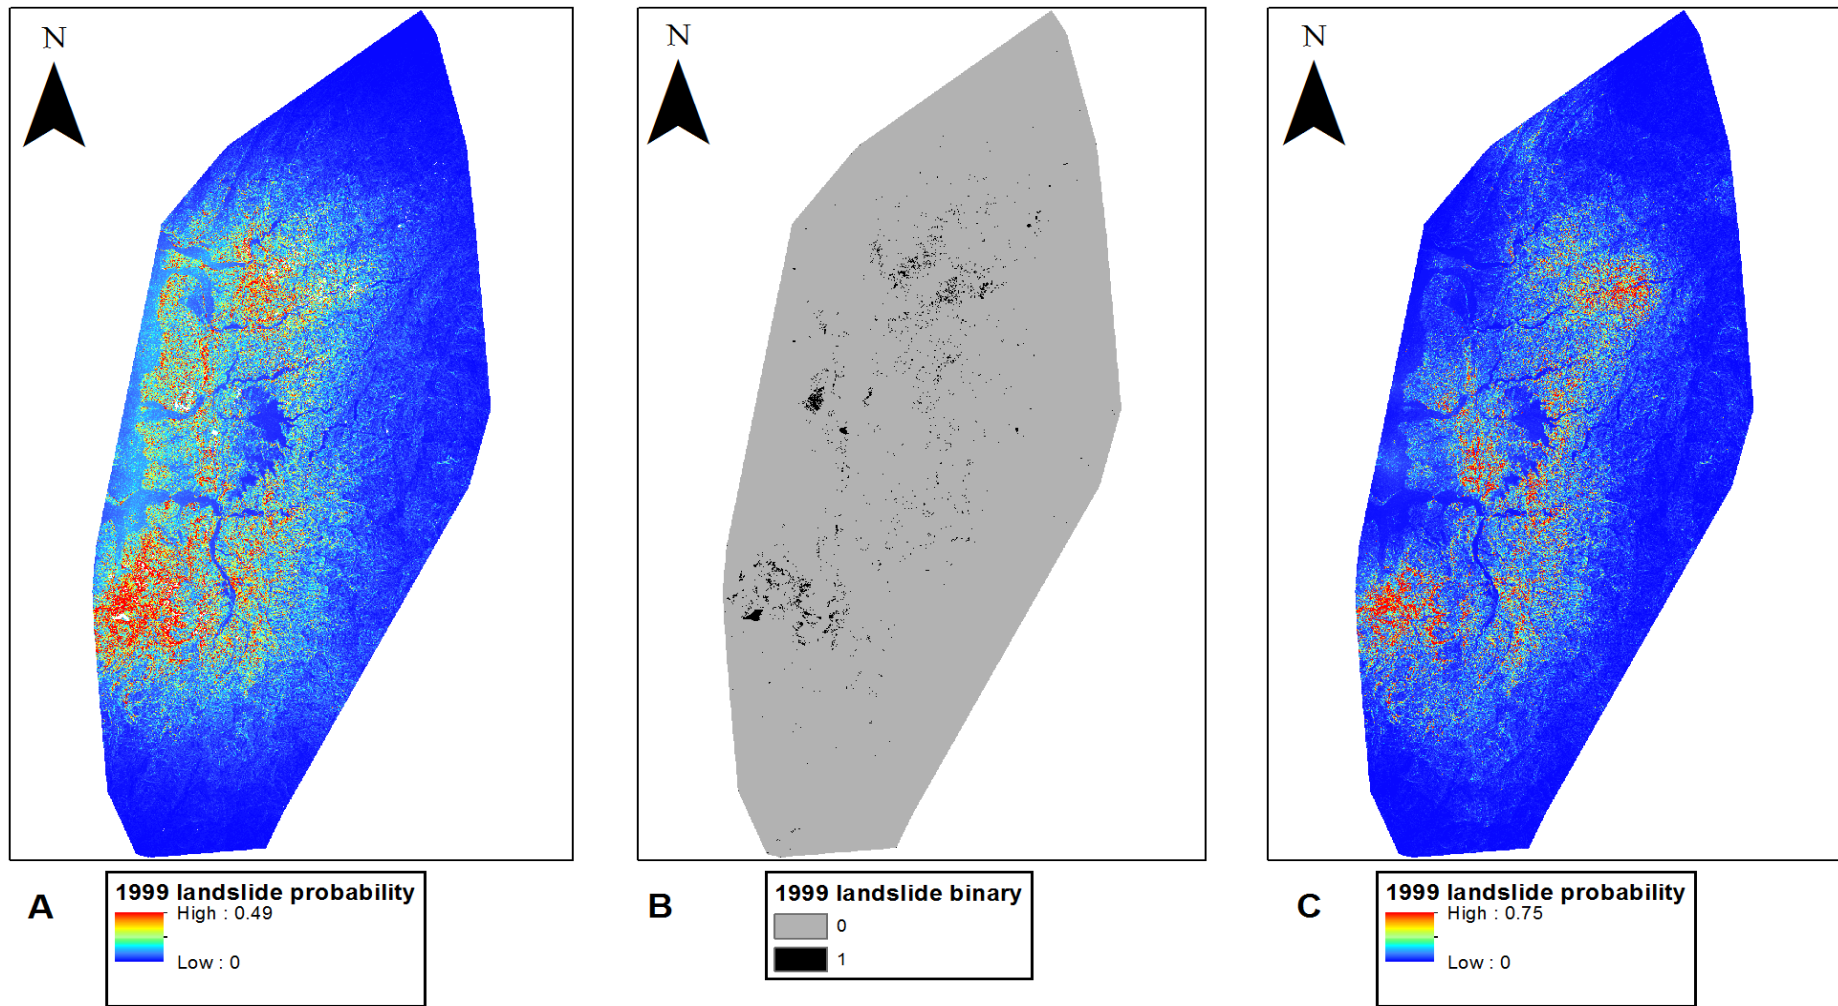 N
N
N
A
1999 landslide probability
High : 0.49
Low : 0
B
1999 landslide binary
0
1
C
1999 landslide probability
High : 0.75
Low : 0